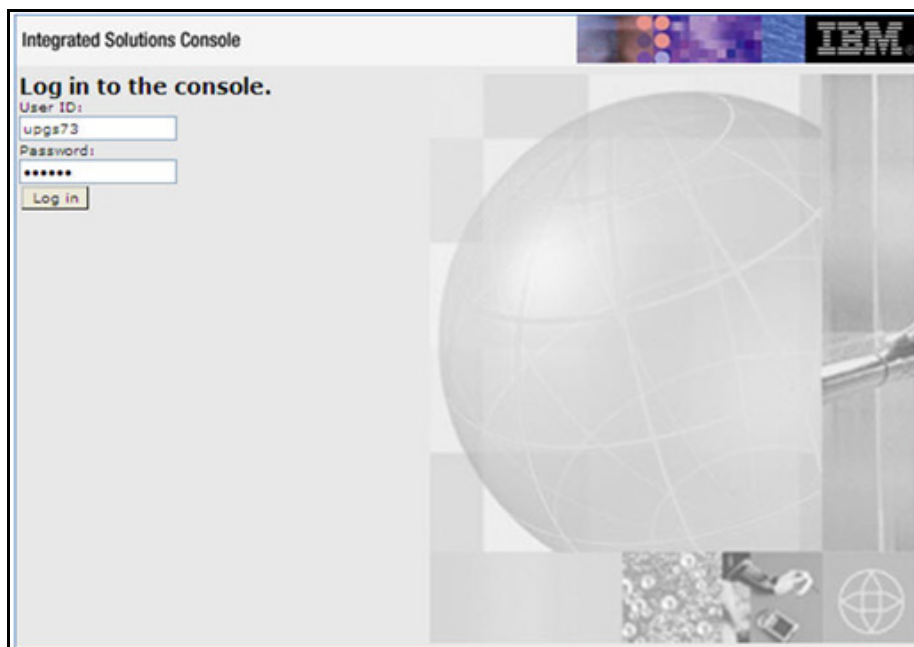 Integrated Solutions Console
IBM
Log in to the console.
User ID:
upgs73
Password:
••••••
Log in